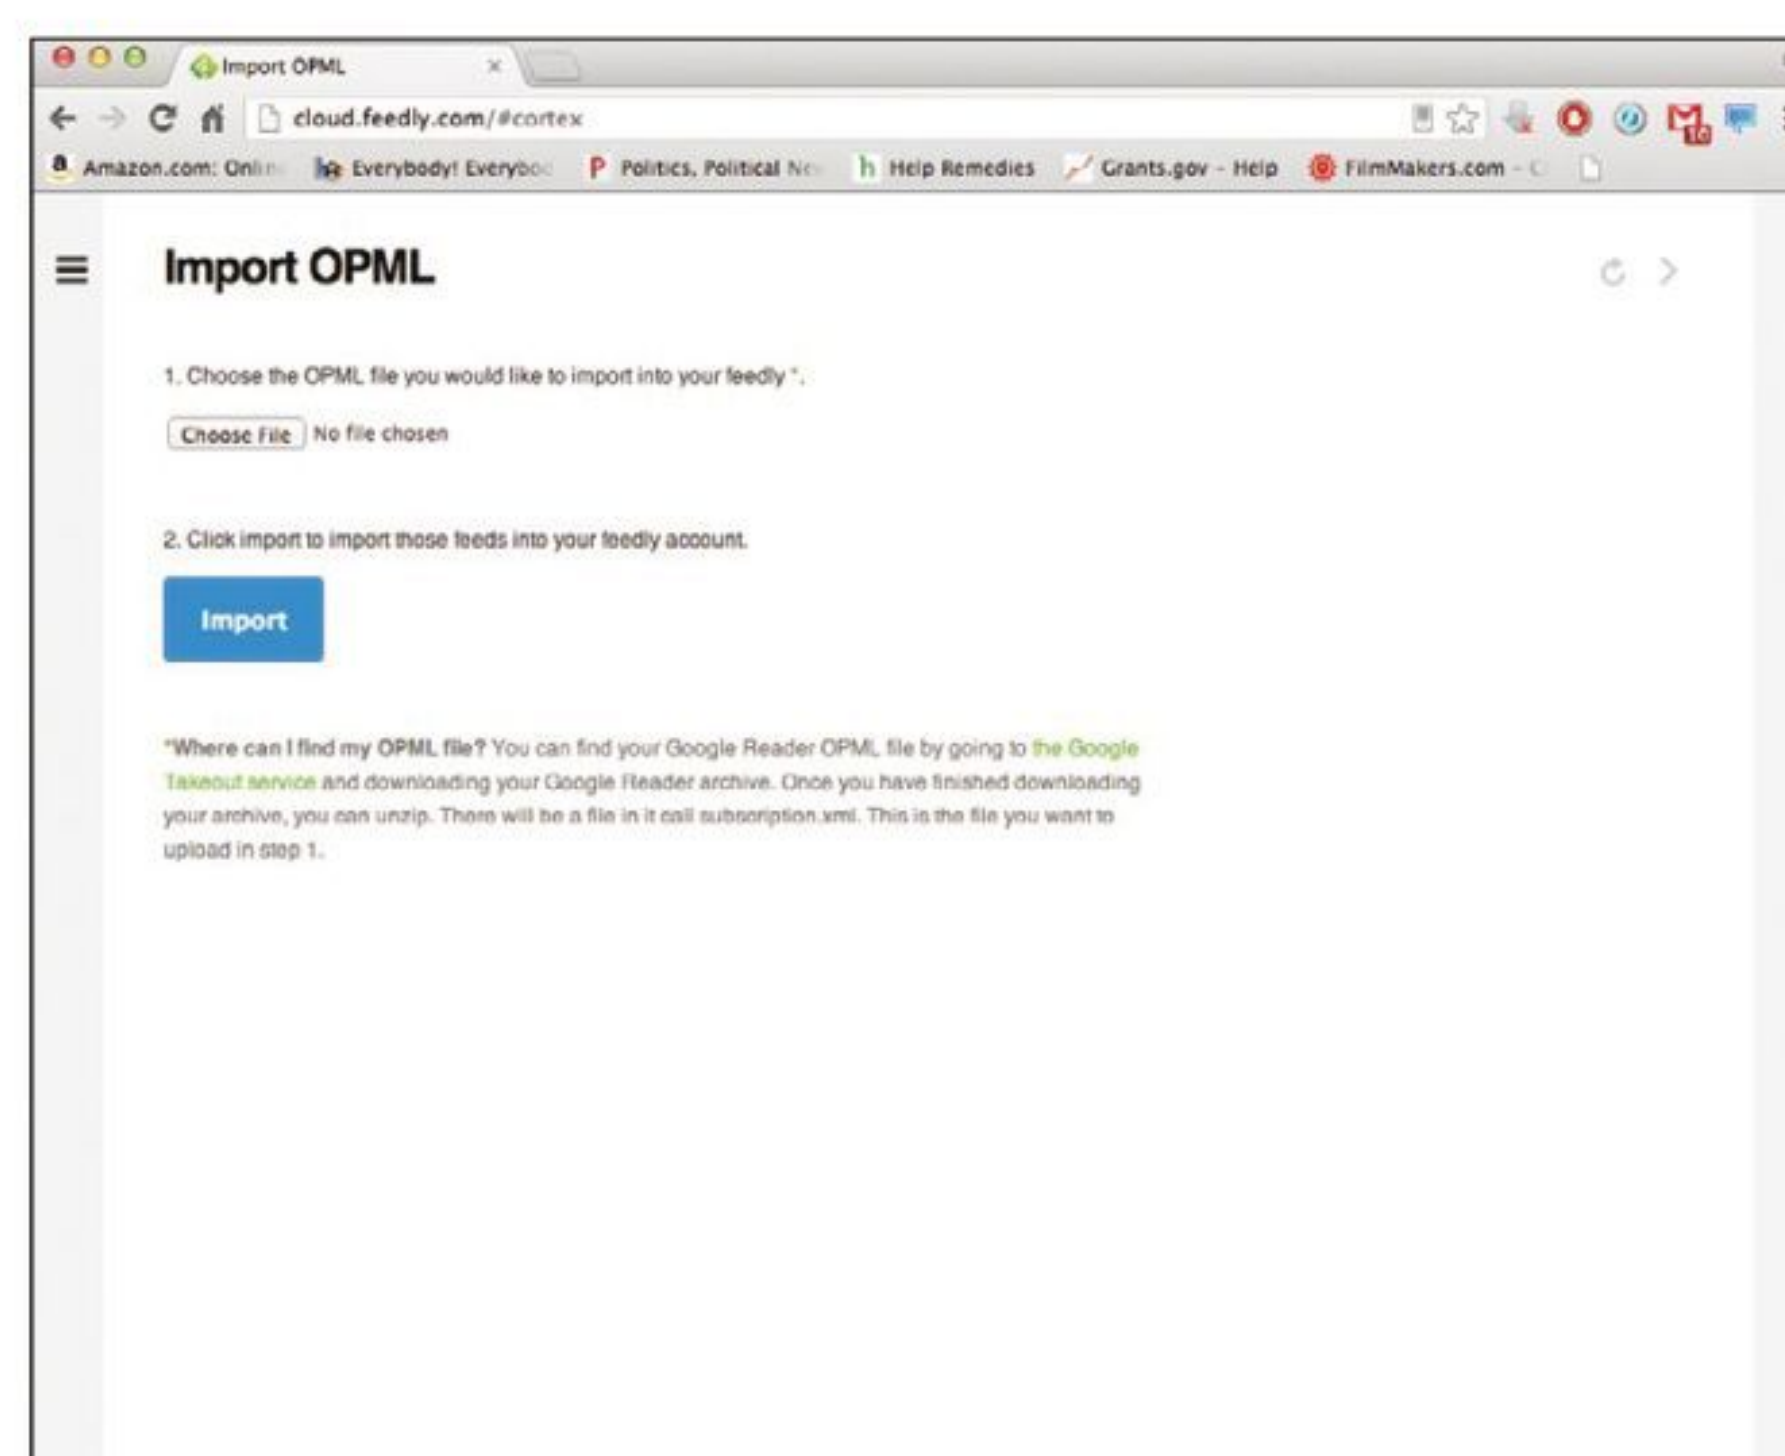 Import OPML
cloud.feedly.com/#cortex
a Amazon.com: Onlin he Everybody! Everyboo P Politics, Political Ne h Help Remedies Grants.gov - Help FilmMakers.com - C
Import OPML
1. Choose the OPML file you would like to import into your feedly *.
Choose File No file chosen
2. Click import to import those feeds into your feedly account.
Import
*Where can I find my OPML file? You can find your Google Reader OPML file by going to the Google
Takeout service and downloading your Google Reader archive. Once you have finished downloading
your archive, you can unzip. There will be a file in it call subscription.xml. This is the file you want to
upload in step 1.